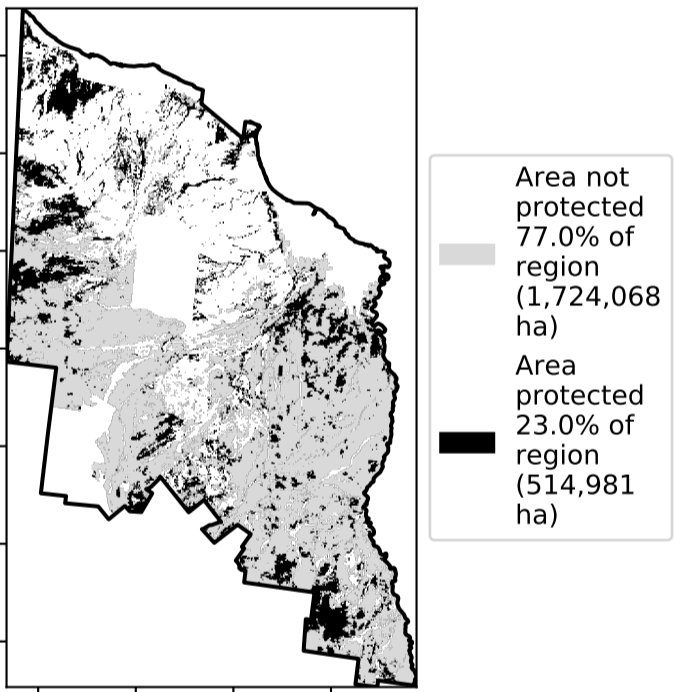 Area not
protected
77.0% of
region
(1,724,068
ha)
Area
protected
23.0% of
region
(514,981
ha)